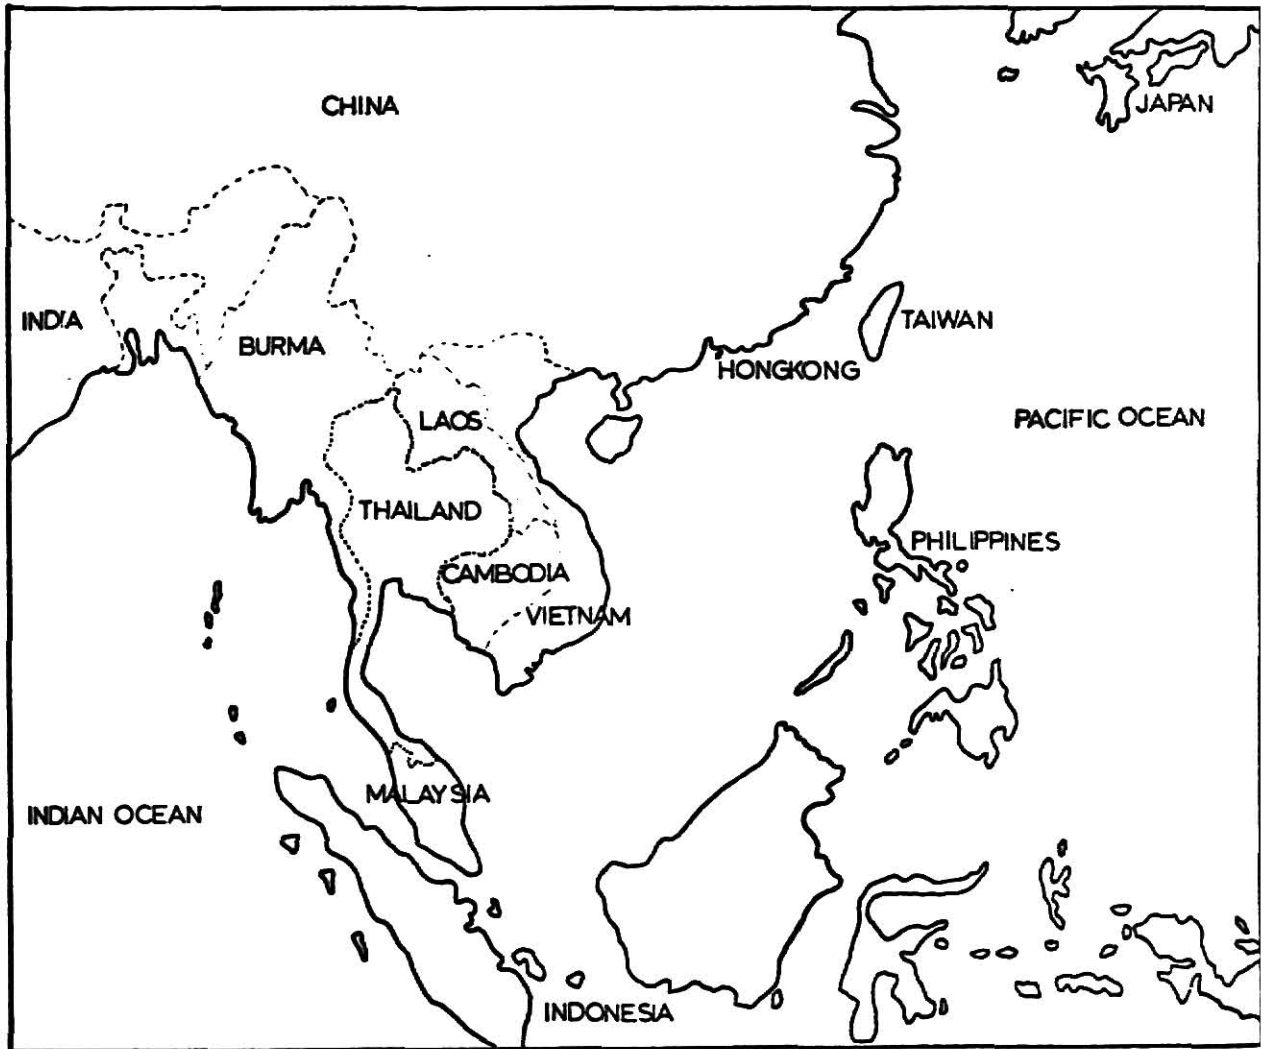 CHINA
JAPAN
INDIA
TAIWAN
BURMA
HONGKONG
LAOS
PACIFIC OCEAN
THAILAND
PHILIPPINES
CAMBODIA
VIETNAM
MALAYSIA
INDIAN OCEAN
INDONESIA